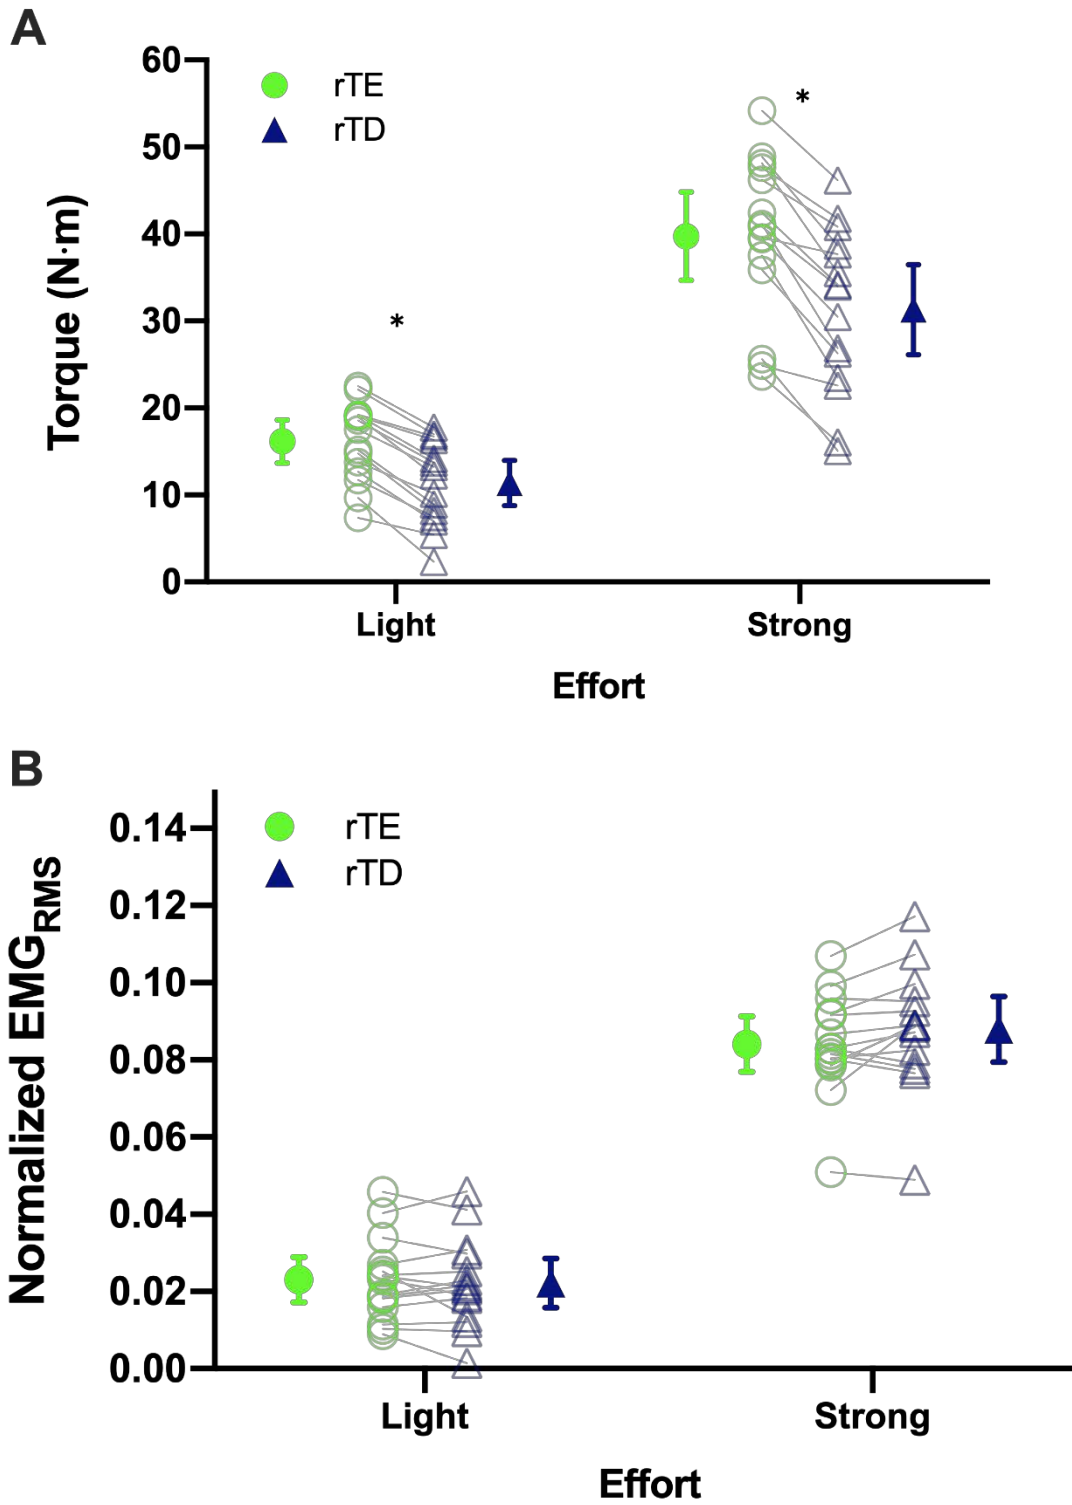 A
60
50
40
30
20
10
0
Torque (N·m)
rTE
rTD
*
*
Light
Strong
Effort
B
0.14
0.12
0.10
0.08
0.06
0.04
0.02
0.00
Normalized EMGRMS
rTE
rTD
Light
Strong
Effort